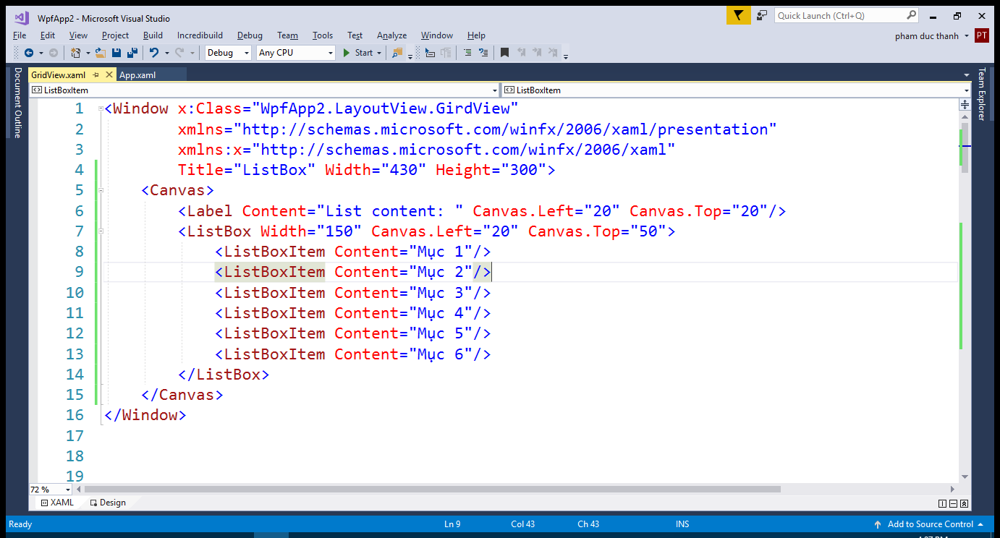 WpfApp2 - Microsoft Visual Studio
Quick Launch (Ctrl+Q)
File Edit View Project Build Incredibuild Debug Team Tools Test Analyze Window Help
pham duc thanh PT
Debug Any CPU Start
Document Outline
GridView.xaml App.xaml
Team Explorer
ListBoxItem ListBoxItem
1 <Window x:Class="WpfApp2.LayoutView.GirdView"
2 xmlns="http://schemas.microsoft.com/winfx/2006/xaml/presentation"
3 xmlns:x="http://schemas.microsoft.com/winfx/2006/xaml"
4 Title="ListBox" Width="430" Height="300">
5 <Canvas>
6 <Label Content="List content: " Canvas.Left="20" Canvas.Top="20"/>
7 <ListBox Width="150" Canvas.Left="20" Canvas.Top="50">
8 <ListBoxItem Content="Mục 1"/>
9 <ListBoxItem Content="Mục 2"/>
10 <ListBoxItem Content="Mục 3"/>
11 <ListBoxItem Content="Mục 4"/>
12 <ListBoxItem Content="Mục 5"/>
13 <ListBoxItem Content="Mục 6"/>
14 </ListBox>
15 </Canvas>
16 </Window>
17
18
19
72 %
XAML Design
Ready Ln 9 Col 43 Ch 43 INS Add to Source Control